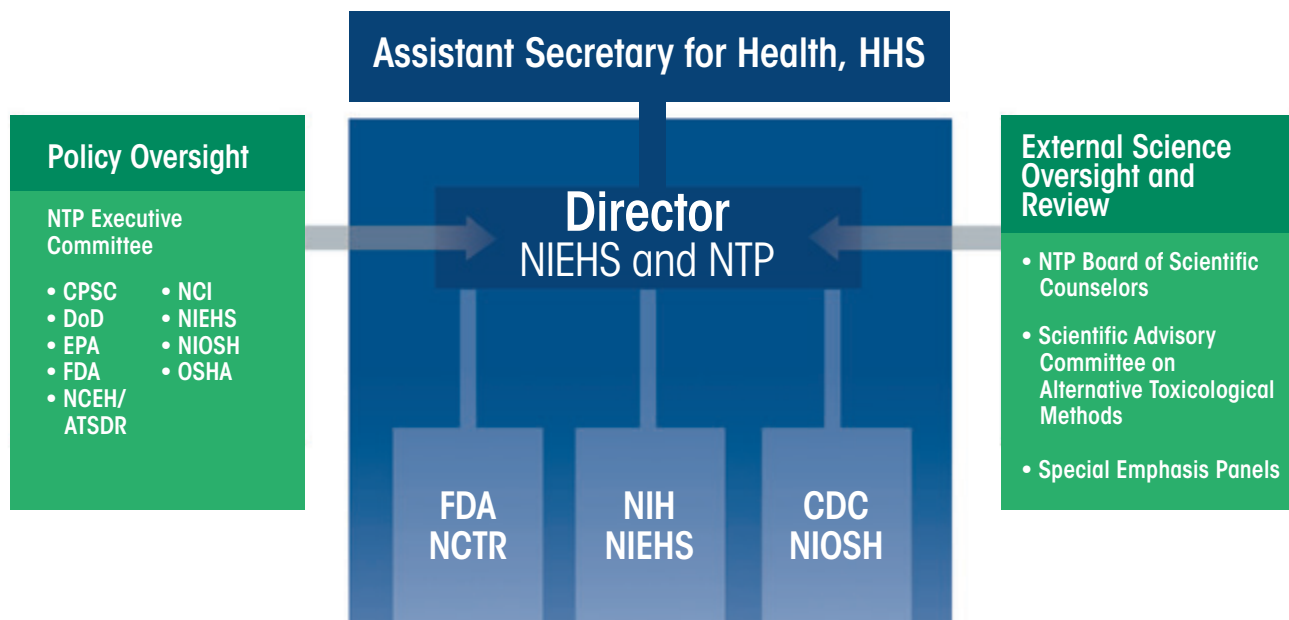 Assistant Secretary for Health, HHS
Policy Oversight
NTP Executive
Committee
• CPSC
• DoD
• EPA
• FDA
• NCEH/
ATSDR
• NCI
• NIEHS
• NIOSH
• OSHA
Director
NIEHS and NTP
External Science
Oversight and
Review
• NTP Board of Scientific
Counselors
• Scientific Advisory
Committee on
Alternative Toxicological
Methods
• Special Emphasis Panels
FDA
NCTR
NIH
NIEHS
CDC
NIOSH